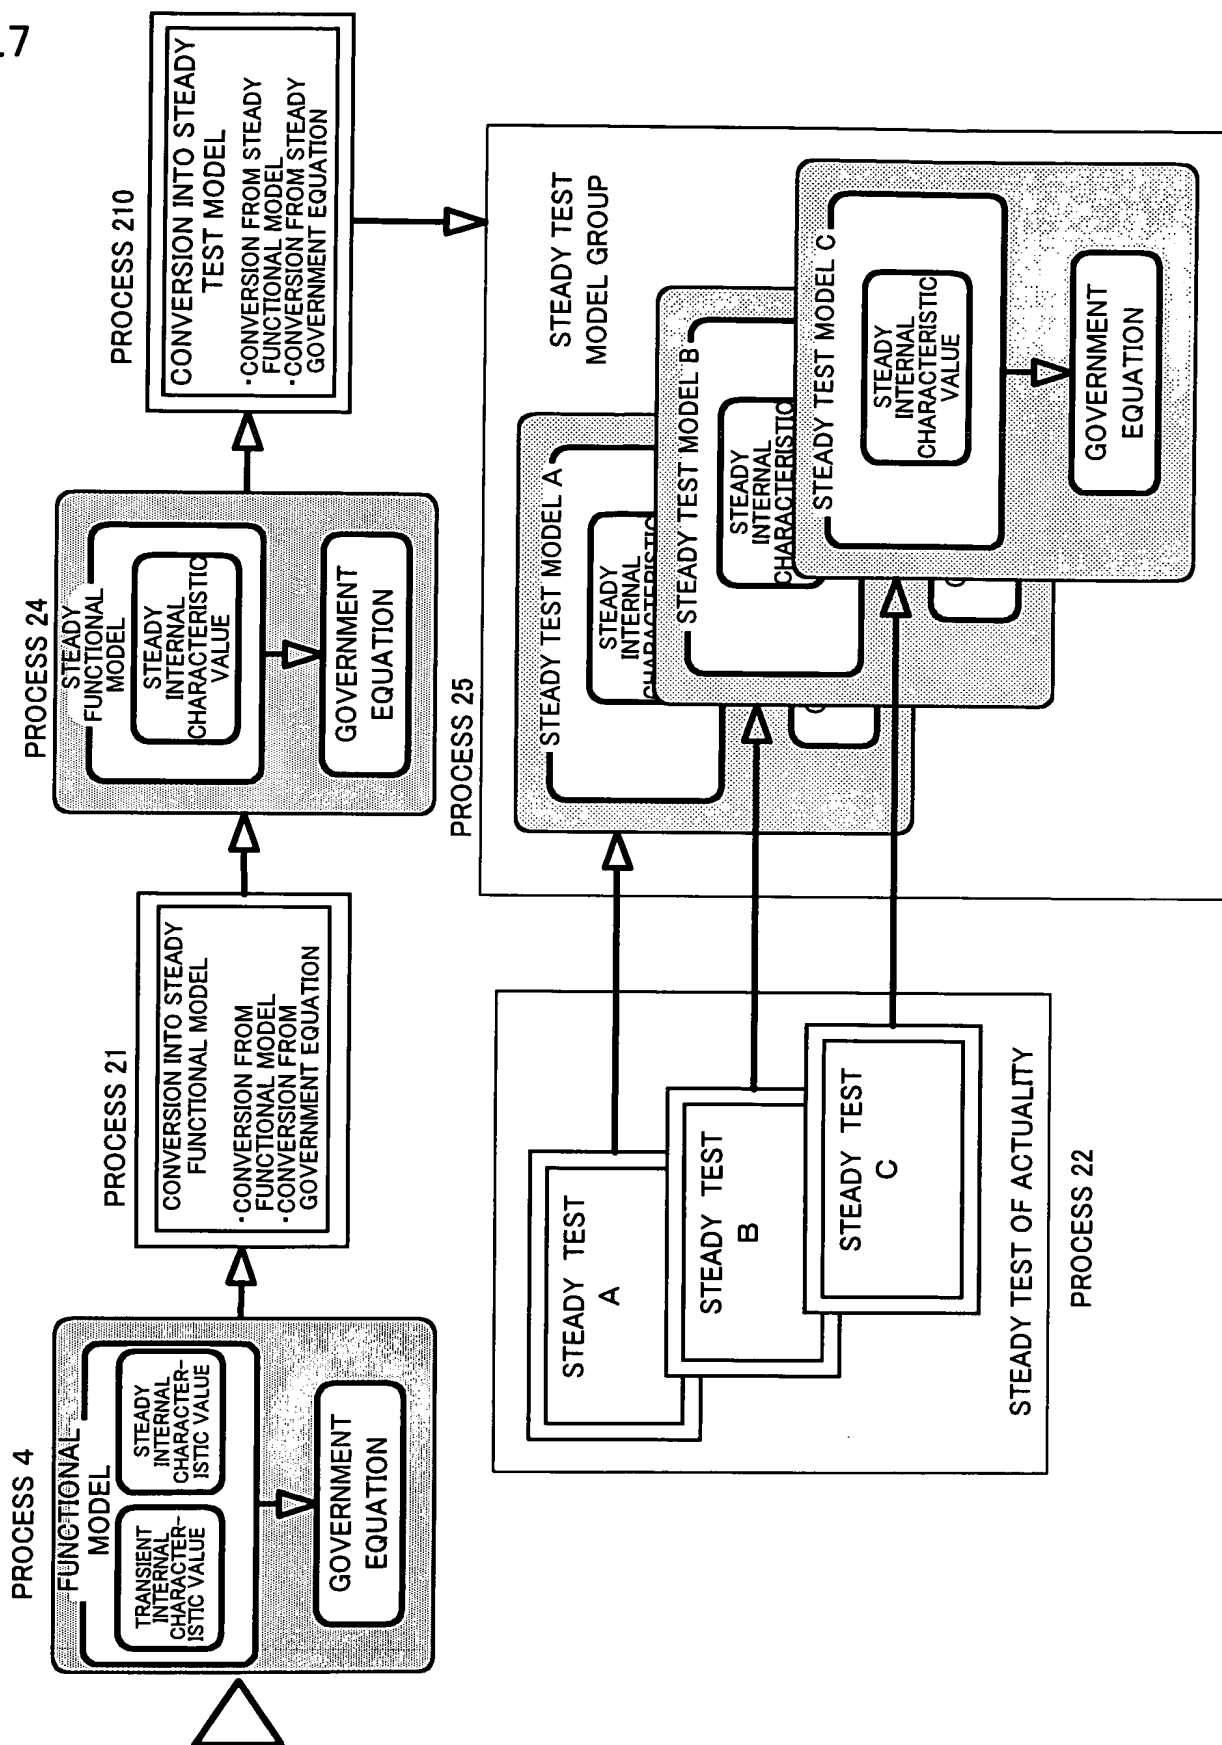 .7
PROCESS 4
FUNCTIONAL
MODEL
TRANSIENT
INTERNAL
CHARACTER-
ISTIC VALUE
STEADY
INTERNAL
CHARACTER-
ISTIC VALUE
GOVERNMENT
EQUATION
PROCESS 21
CONVERSION INTO STEADY
FUNCTIONAL MODEL
·CONVERSION FROM
FUNCTIONAL MODEL
·CONVERSION FROM
GOVERNMENT EQUATION
PROCESS 24
STEADY
FUNCTIONAL
MODEL
STEADY
INTERNAL
CHARACTERISTIC
VALUE
GOVERNMENT
EQUATION
PROCESS 210
CONVERSION INTO STEADY
TEST MODEL
·CONVERSION FROM STEADY
FUNCTIONAL MODEL
·CONVERSION FROM STEADY
GOVERNMENT EQUATION
STEADY TEST
A
STEADY TEST
B
STEADY TEST
C
STEADY TEST OF ACTUALITY
PROCESS 22
PROCESS 25
STEADY TEST
MODEL GROUP
STEADY TEST MODEL A
STEADY
INTERNAL
CHARACTERISTIC
STEADY TEST MODEL B
STEADY
INTERNAL
CHARACTERISTIC
STEADY TEST MODEL C
STEADY
INTERNAL
CHARACTERISTIC
VALUE
GOVERNMENT
EQUATION